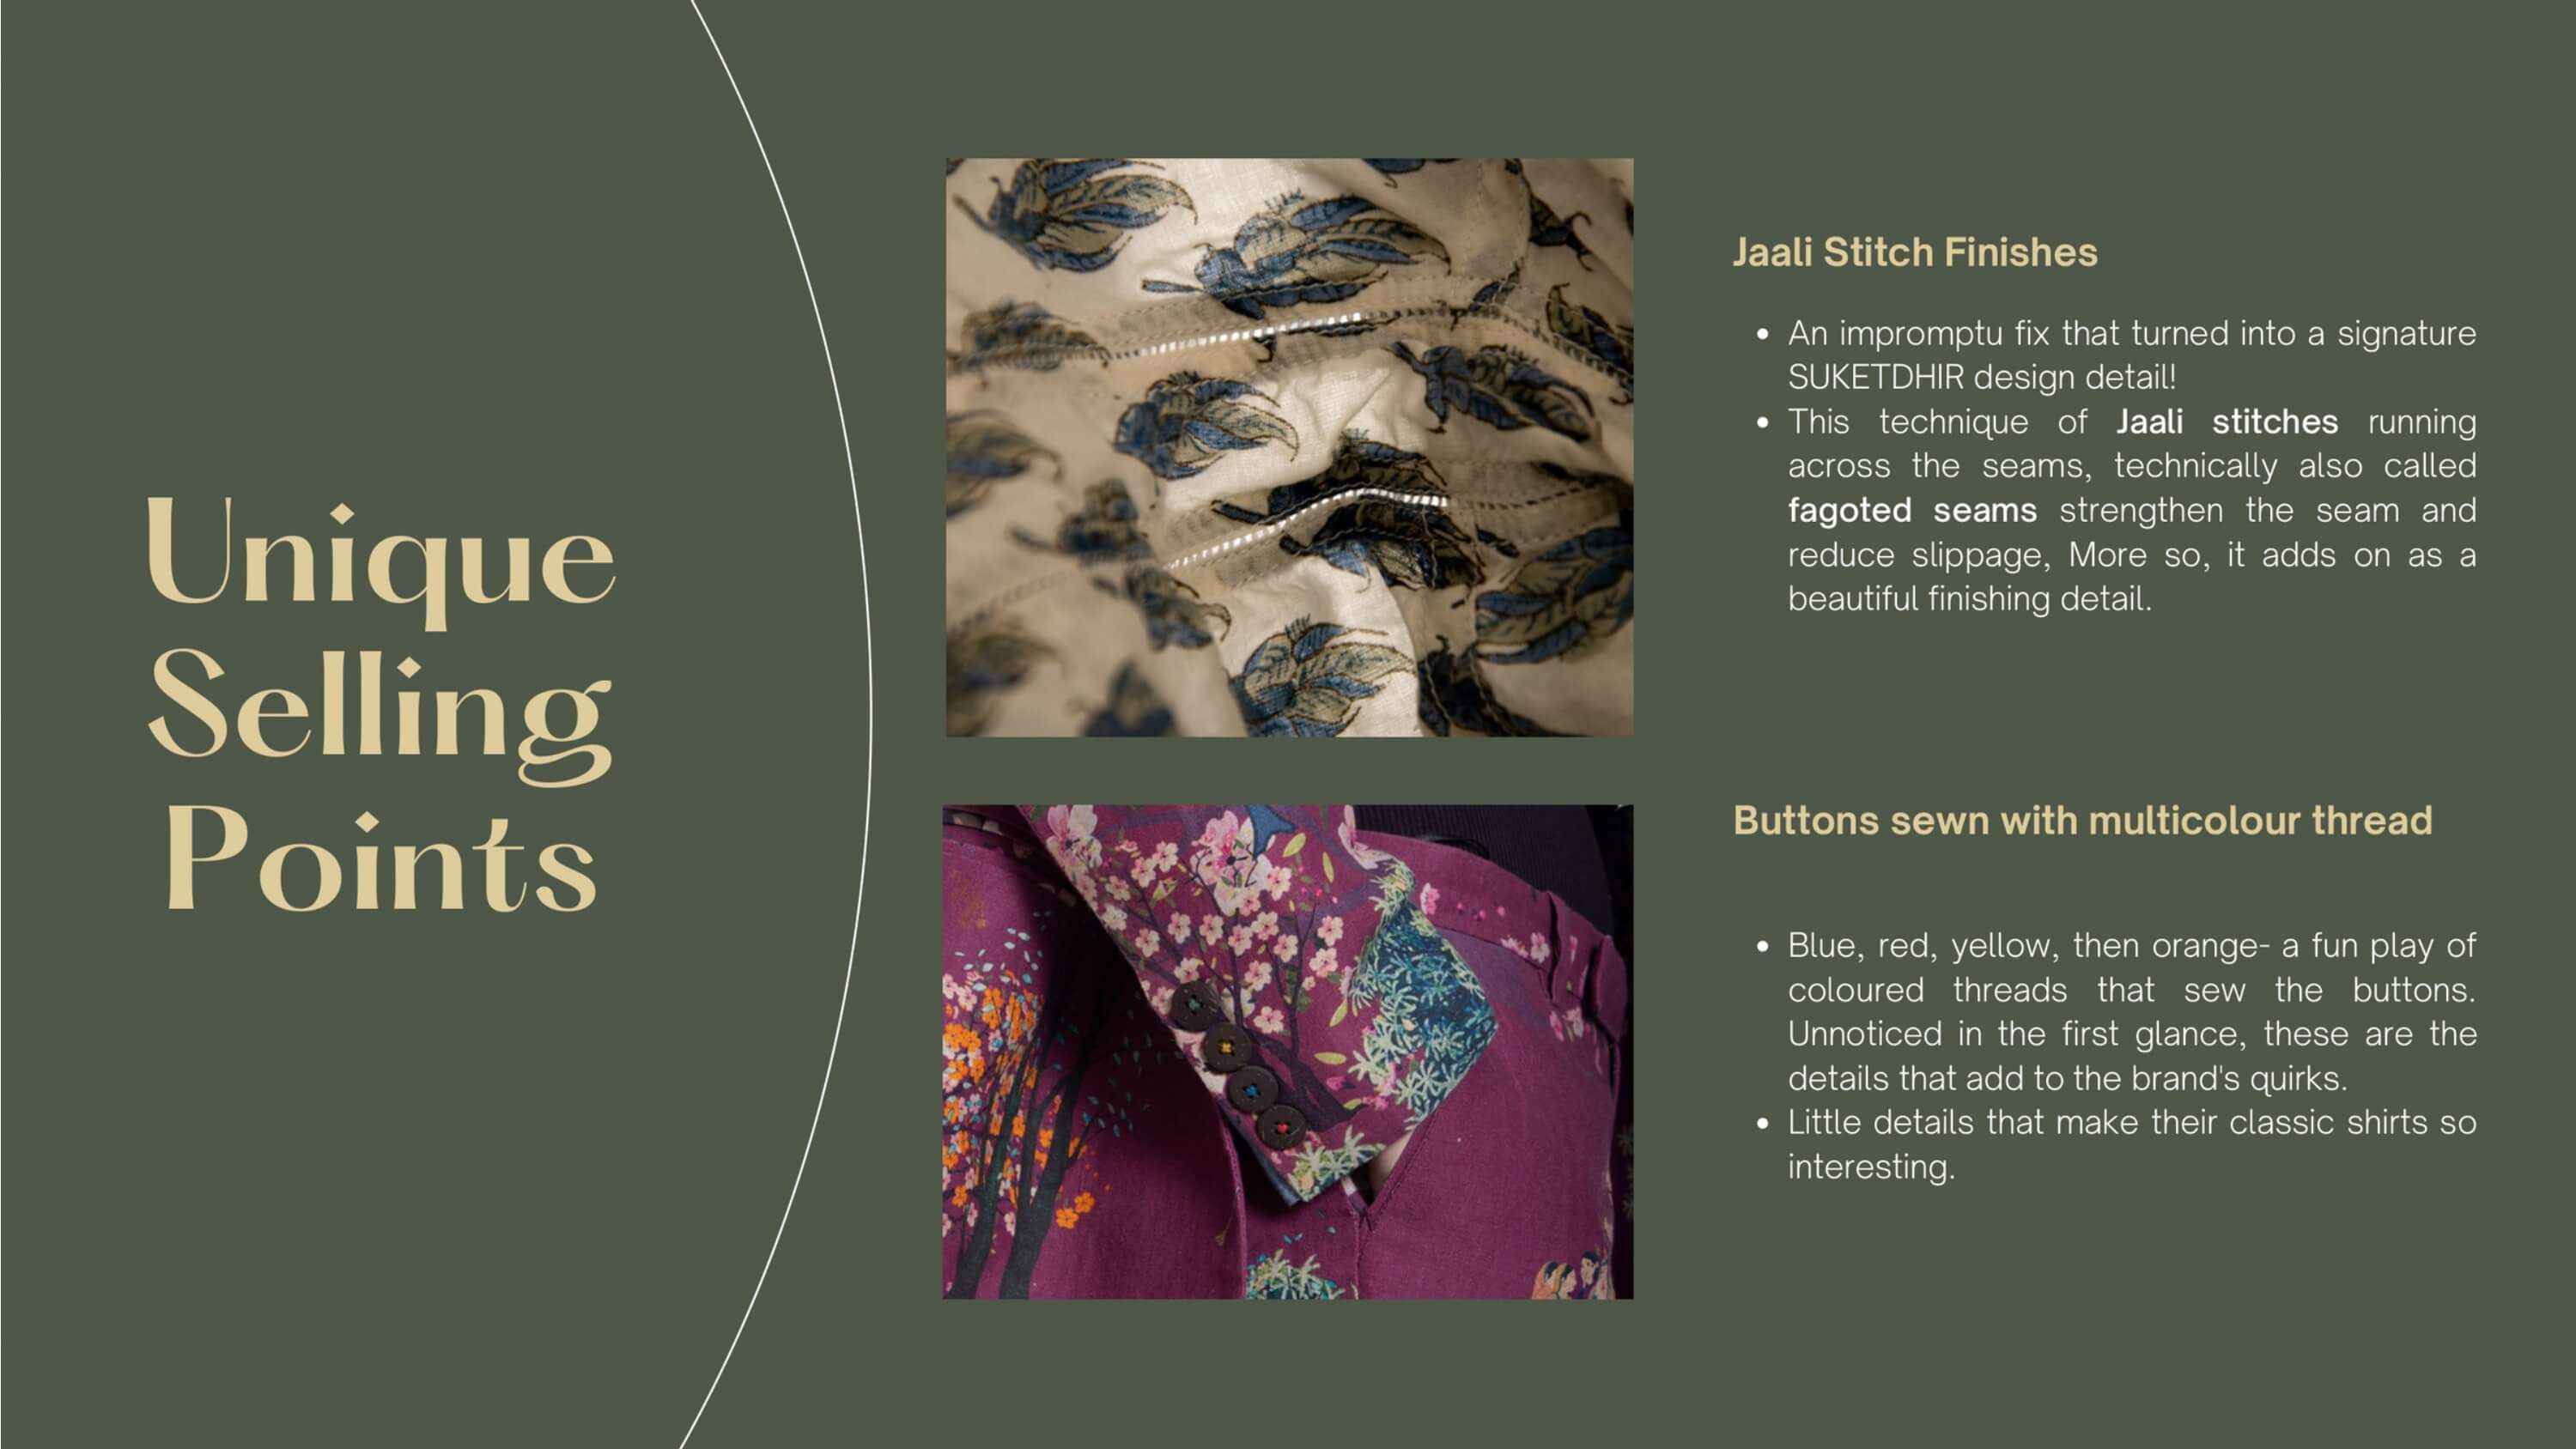 Unique
Selling
Points
Jaali Stitch Finishes
• An impromptu fix that turned into a signature
SUKETDHIR design detail!
• This technique of Jaali stitches running
across the seams, technically also called
fagoted seams strengthen the seam and
reduce slippage, More so, it adds on as a
beautiful finishing detail.
Buttons sewn with multicolour thread
• Blue, red, yellow, then orange- a fun play of
coloured threads that sew the buttons.
Unnoticed in the first glance, these are the
details that add to the brand's quirks.
• Little details that make their classic shirts so
interesting.